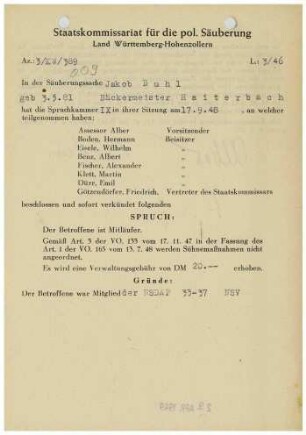 Staatskommissariat für die pol. Säuberung
Land Württemberg-Hohenzollern
Az. 3/XV/309 L: 3/46
009
In der Säuberungssache Jakob Buhl
geb 3.3.81 Bäckermeister Haiterbach
hat die Spruchkammer IX in ihrer Sitzung am 17.9.48 , an welcher
teilgenommen haben:
Assessor Alber Vorsitzender
Boden, Hermann Beisitzer
Eisele, Wilhelm "
Benz, Albert "
Fischer, Alexander "
Klett, Martin "
Dürr, Emil "
Götzendörfer, Friedrich, Vertreter des Staatskommissars
beschlossen und sofort verkündet folgenden
SPRUCH:
Der Betroffene ist Mitläufer.
Gemäß Art. 3 der VO. 133 vom 17. 11. 47 in der Fassung des
Art. 1 der VO. 165 vom 13. 7. 48 werden Sühnemaßnahmen nicht
angeordnet.
Es wird eine Verwaltungsgebühr von DM 20.-- erhoben.
Gründe:
Der Betroffene war Mitglied der NSDAP 33-37 NSV